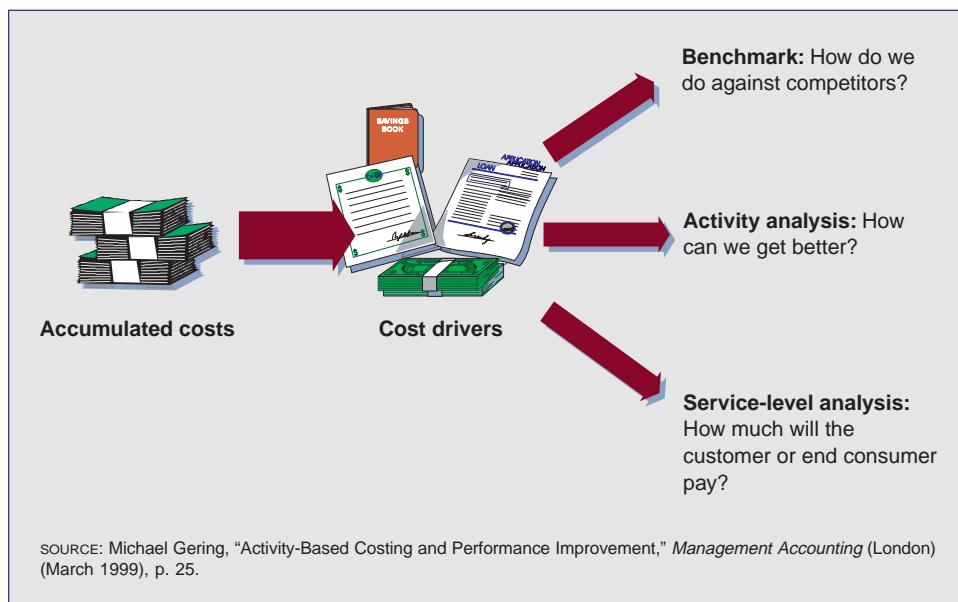 Benchmark: How do we
do against competitors?
SAVINGS
BOOK
APPLICATION
APPLICATION
LOAN
Activity analysis: How
can we get better?
Accumulated costs
Cost drivers
Service-level analysis:
How much will the
customer or end consumer
pay?
SOURCE: Michael Gering, “Activity-Based Costing and Performance Improvement,” Management Accounting (London)
(March 1999), p. 25.